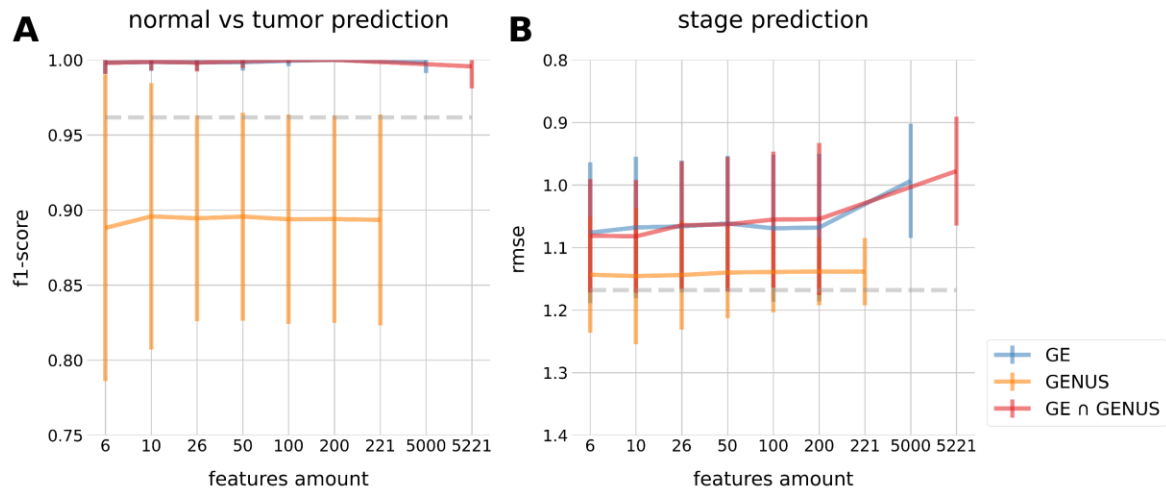 A
normal vs tumor prediction
1.00
0.95
0.90
0.85
0.80
0.75
f1-score
6 10 26 50 100 200 221 5000 5221
features amount
B
stage prediction
0.8
0.9
1.0
1.1
1.2
1.3
1.4
rmse
6 10 26 50 100 200 221 5000 5221
features amount
GE
GENUS
GE ∩ GENUS